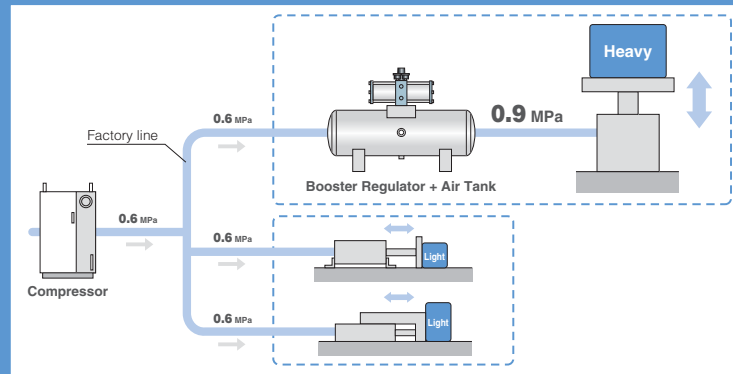 Heavy
0.6 MPa
0.9 MPa
Factory line
Booster Regulator + Air Tank
0.6 MPa
0.6 MPa
Light
Compressor
0.6 MPa
Light